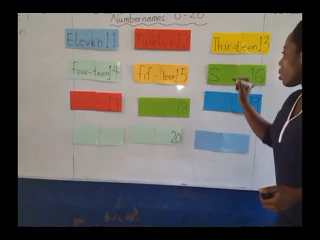 Number names 0-20
Eleven 11 Twelve 12 Thirdeen 13
four-teen 14 fif-teen 15 S 16
17 18
20